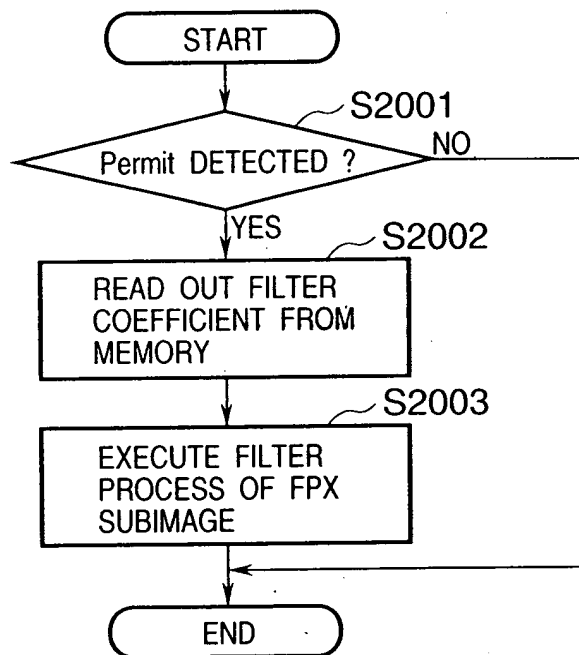 START
S2001
Permit DETECTED ?
NO
YES
S2002
READ OUT FILTER
COEFFICIENT FROM
MEMORY
S2003
EXECUTE FILTER
PROCESS OF FPX
SUBIMAGE
END